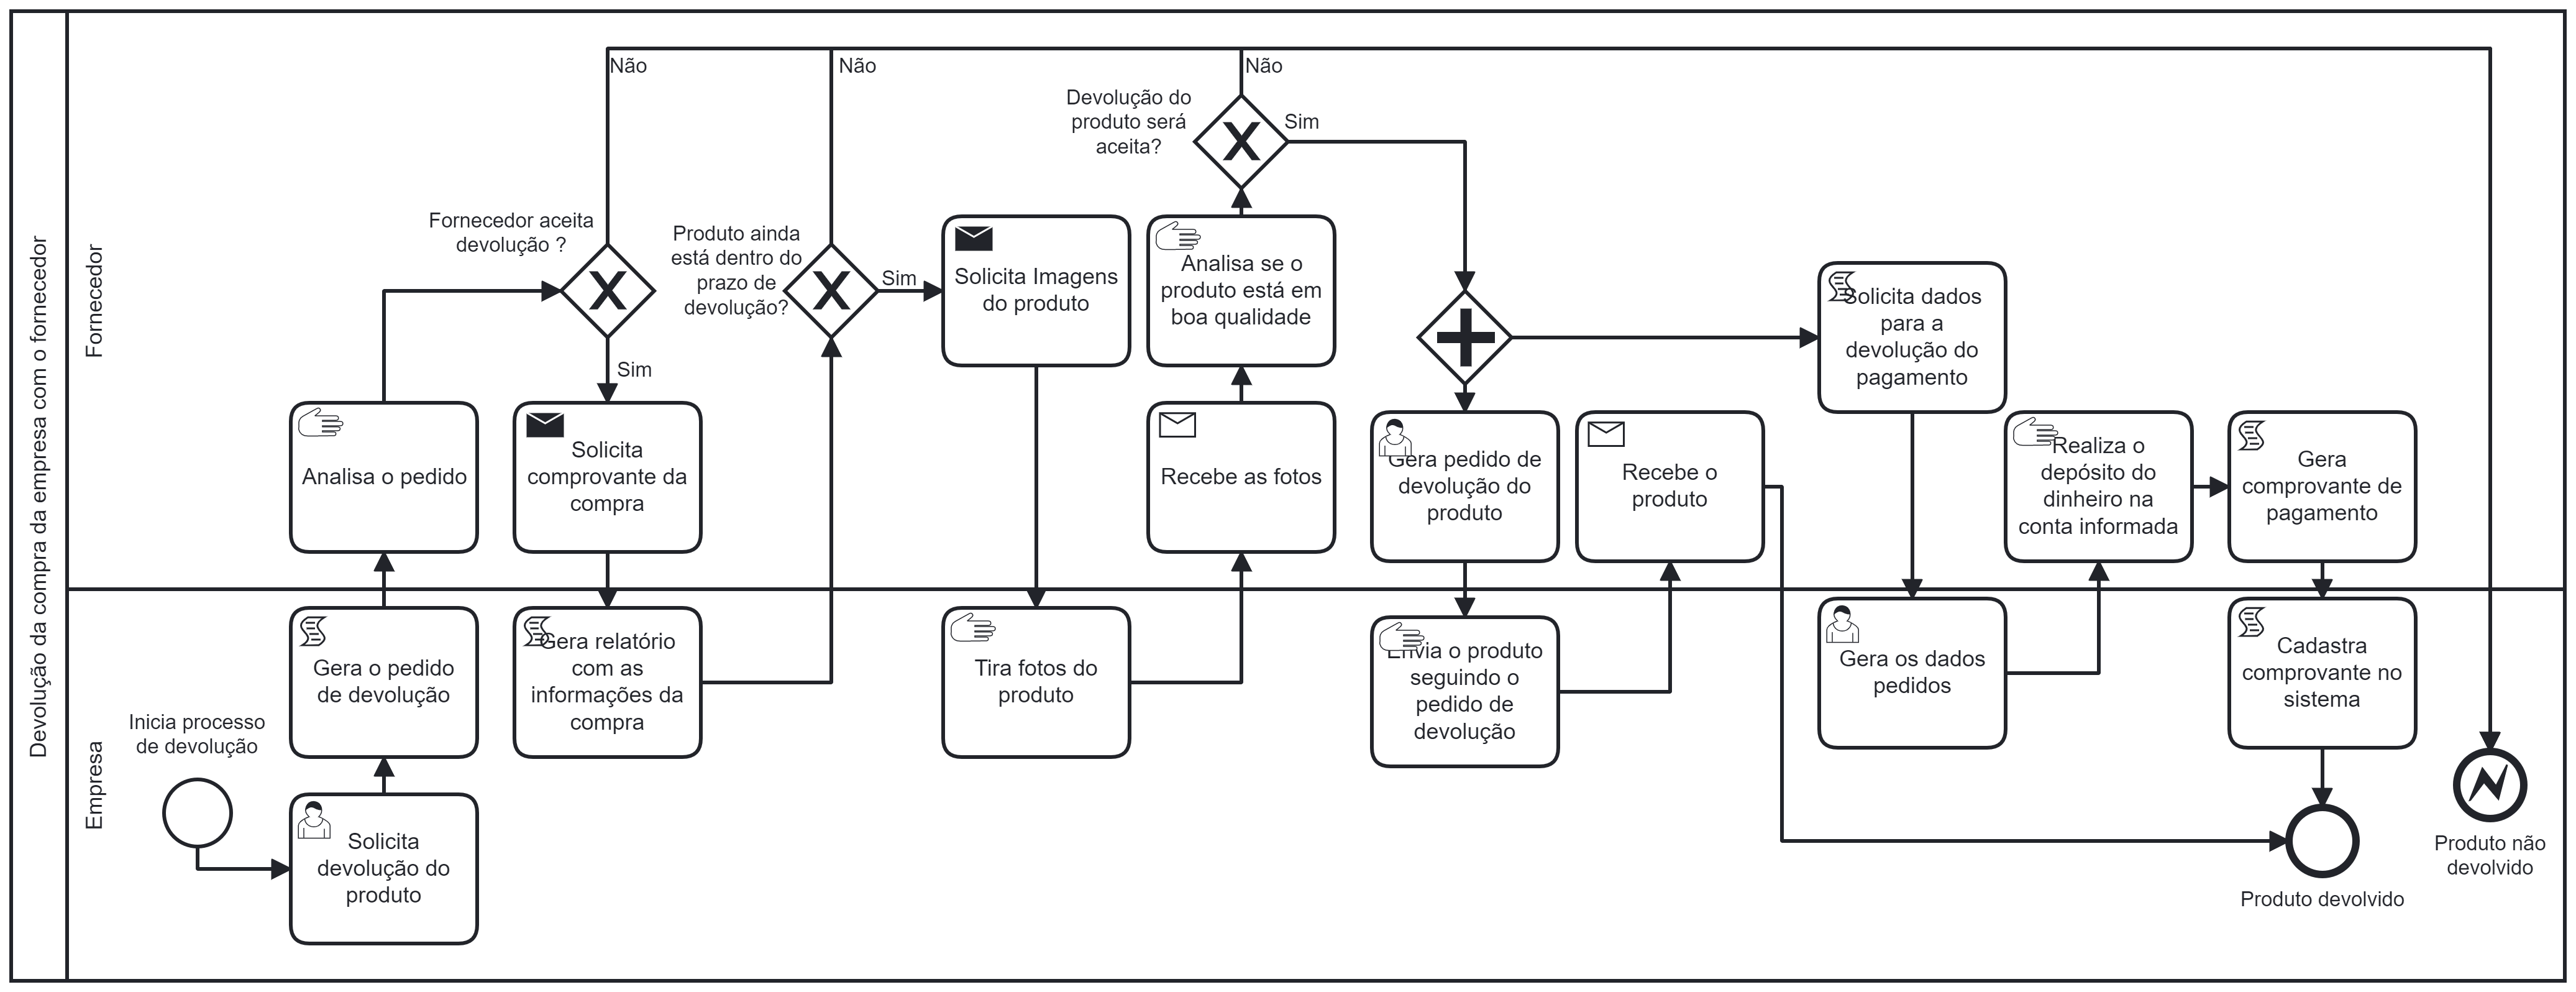 Devolução da compra da empresa com o fornecedor
Fornecedor
Empresa
Inicia processo
de devolução
Solicita
devolução do
produto
Gera o pedido
de devolução
Analisa o pedido
Fornecedor aceita
devolução ?
Não
Sim
Solicita
comprovante da
compra
Gera relatório
com as
informações da
compra
Produto ainda
está dentro do
prazo de
devolução?
Não
Sim
Solicita Imagens
do produto
Tira fotos do
produto
Recebe as fotos
Analisa se o
produto está em
boa qualidade
Devolução do
produto será
aceita?
Não
Sim
Gera pedido de
devolução do
produto
Envia o produto
seguindo o
pedido de
devolução
Recebe o
produto
Solicita dados
para a
devolução do
pagamento
Gera os dados
pedidos
Realiza o
depósito do
dinheiro na
conta informada
Gera
comprovante de
pagamento
Cadastra
comprovante no
sistema
Produto devolvido
Produto não
devolvido